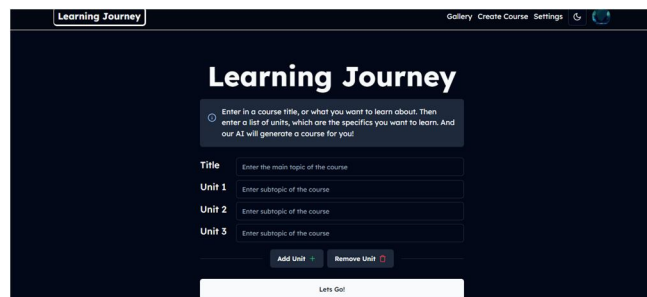 Learning Journey
Gallery Create Course Settings
Learning Journey
Enter in a course title, or what you want to learn about. Then
enter a list of units, which are the specifics you want to learn. And
our AI will generate a course for you!
Title Enter the main topic of the course
Unit 1 Enter subtopic of the course
Unit 2 Enter subtopic of the course
Unit 3 Enter subtopic of the course
Add Unit + Remove Unit
Lets Go!